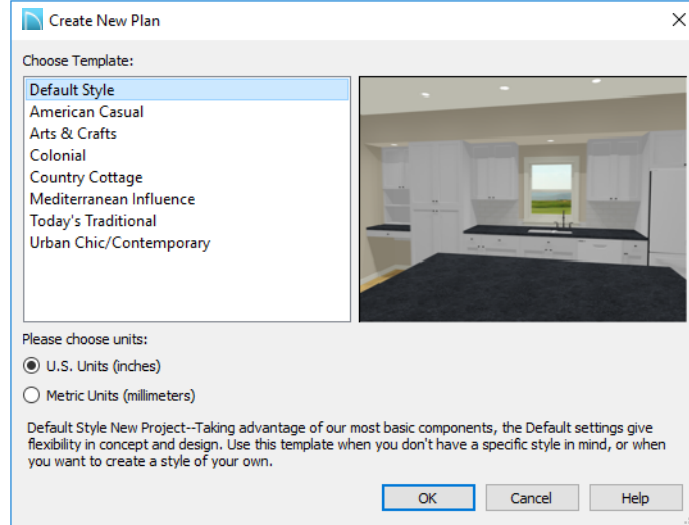 Create New Plan
Choose Template:
Default Style
American Casual
Arts & Crafts
Colonial
Country Cottage
Mediterranean Influence
Today's Traditional
Urban Chic/Contemporary
Please choose units:
U.S. Units (inches)
Metric Units (millimeters)
Default Style New Project--Taking advantage of our most basic components, the Default settings give
flexibility in concept and design. Use this template when you don't have a specific style in mind, or when
you want to create a style of your own.
OK Cancel Help